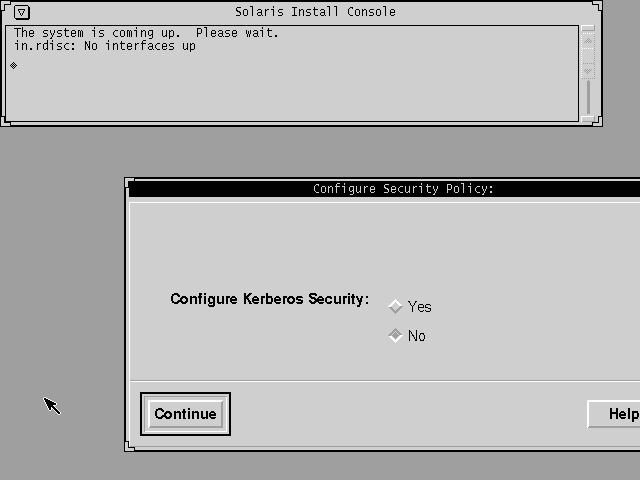 Solaris Install Console
The system is coming up.  Please wait.
in.rdisc: No interfaces up
Configure Security Policy:
Configure Kerberos Security:
Yes
No
Continue
Help